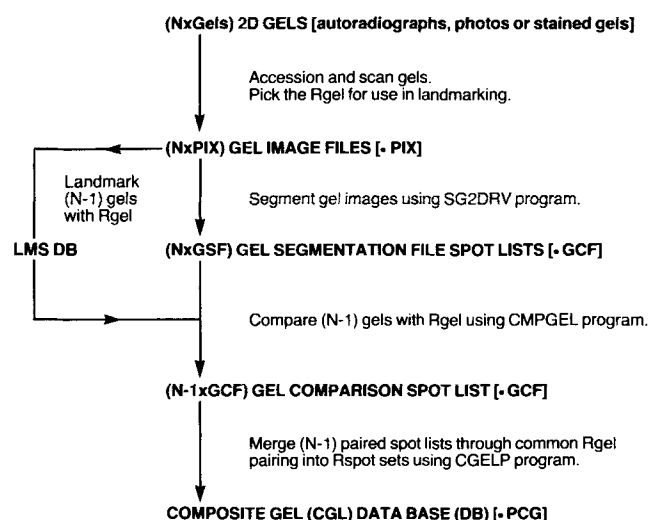 (NxGels) 2D GELS [autoradiographs, photos or stained gels]
Accession and scan gels.
Pick the Rgel for use in landmarking.
(NxPIX) GEL IMAGE FILES [• PIX]
Landmark
(N-1) gels
with Rgel
Segment gel images using SG2DRV program.
LMS DB
(NxGSF) GEL SEGMENTATION FILE SPOT LISTS [• GCF]
Compare (N-1) gels with Rgel using CMPGEL program.
(N-1xGCF) GEL COMPARISON SPOT LIST [• GCF]
Merge (N-1) paired spot lists through common Rgel
pairing into Rspot sets using CGELP program.
COMPOSITE GEL (CGL) DATA BASE (DB) [• PCG]